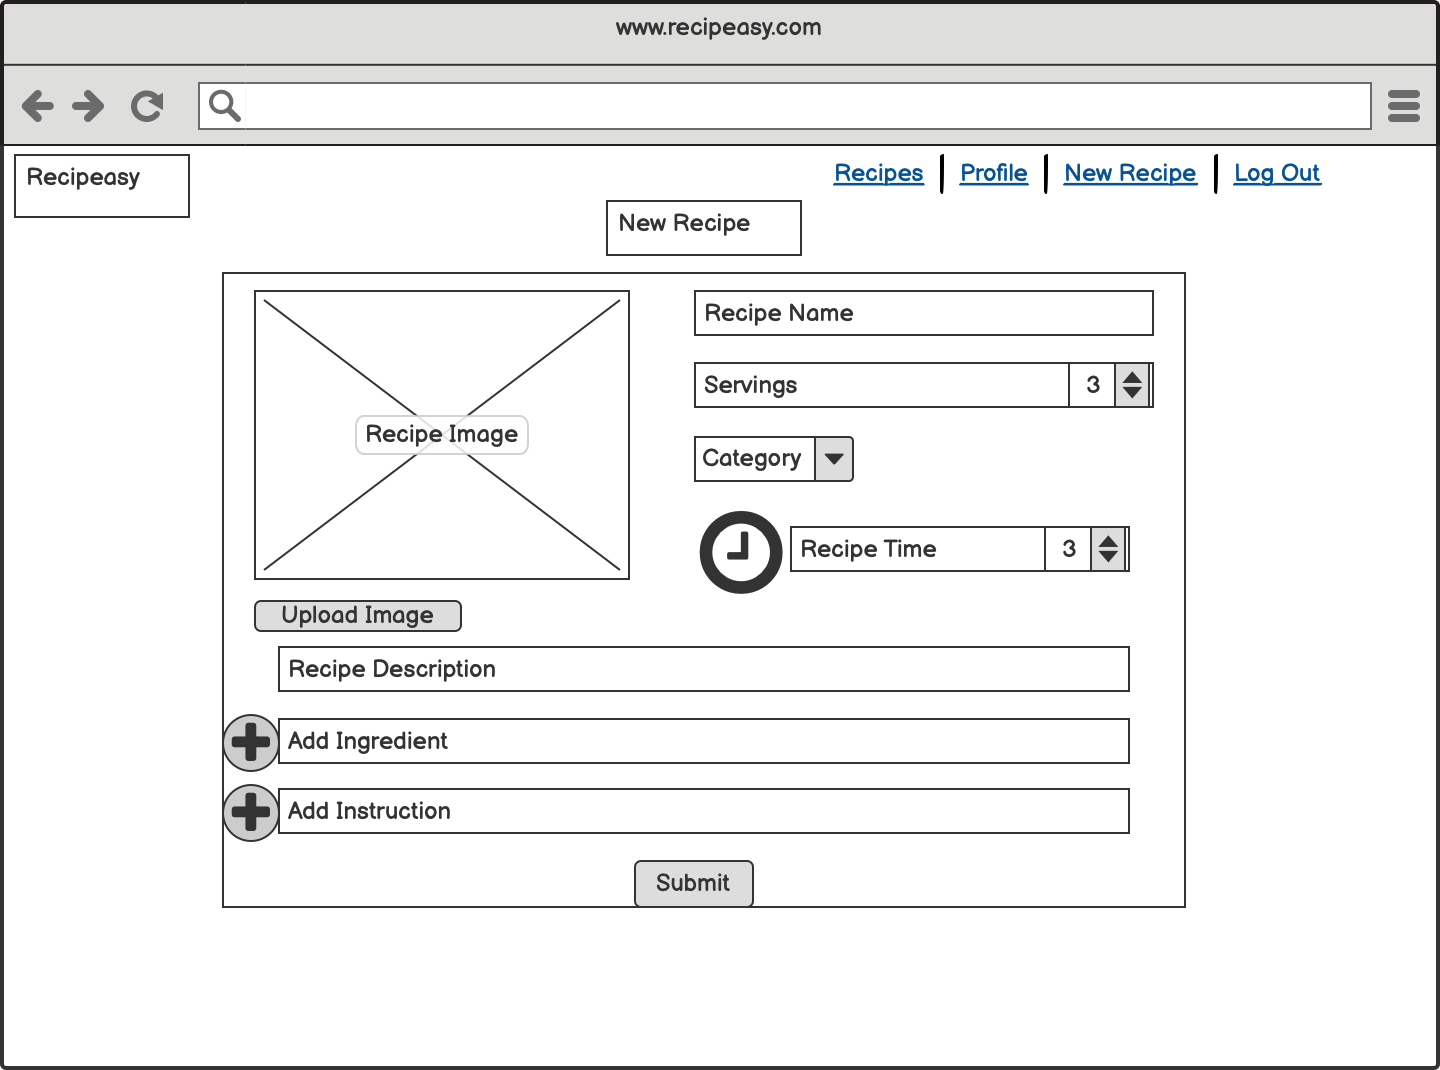 www.recipeasy.com
Recipeasy
Recipes
Profile
New Recipe
Log Out
New Recipe
Recipe Image
Recipe Name
Servings 3
Category
Recipe Time 3
Upload Image
Recipe Description
Add Ingredient
Add Instruction
Submit